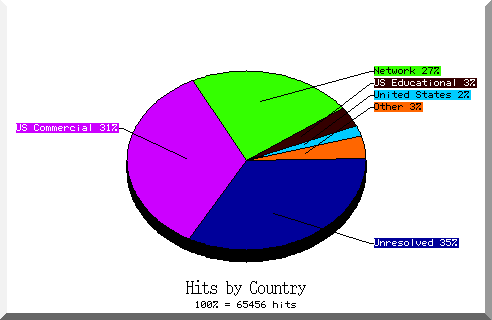 Network 27%
US Educational 3%
United States 2%
Other 3%
US Commercial 31%
Unresolved 35%
Hits by Country
100% = 65456 hits